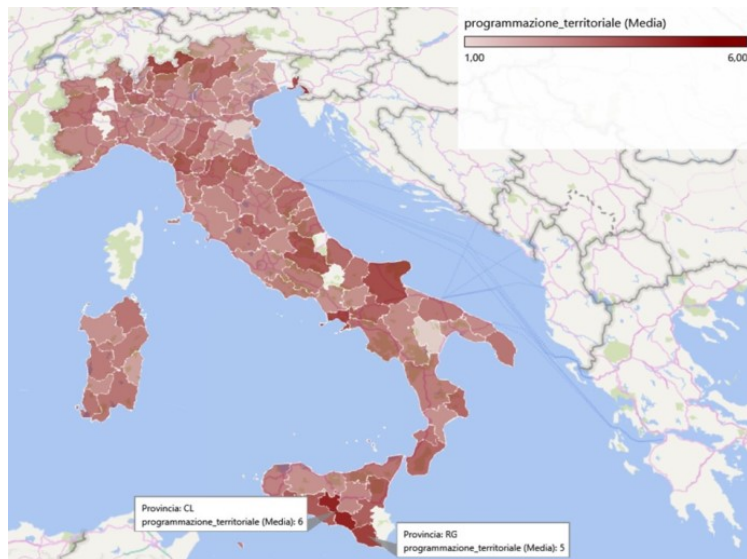 programmazione_territoriale (Media)
1,00 6,00
Provincia: CL
programmazione_territoriale (Media): 6
Provincia: RG
programmazione_territoriale (Media): 5